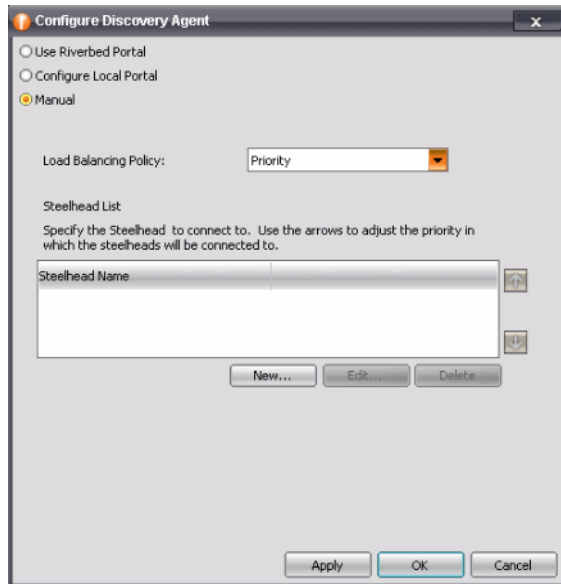 Configure Discovery Agent
Use Riverbed Portal
Configure Local Portal
Manual
Load Balancing Policy: Priority
Steelhead List
Specify the Steelhead to connect to. Use the arrows to adjust the priority in
which the steelheads will be connected to.
Steelhead Name
New... Edit... Delete
Apply OK Cancel